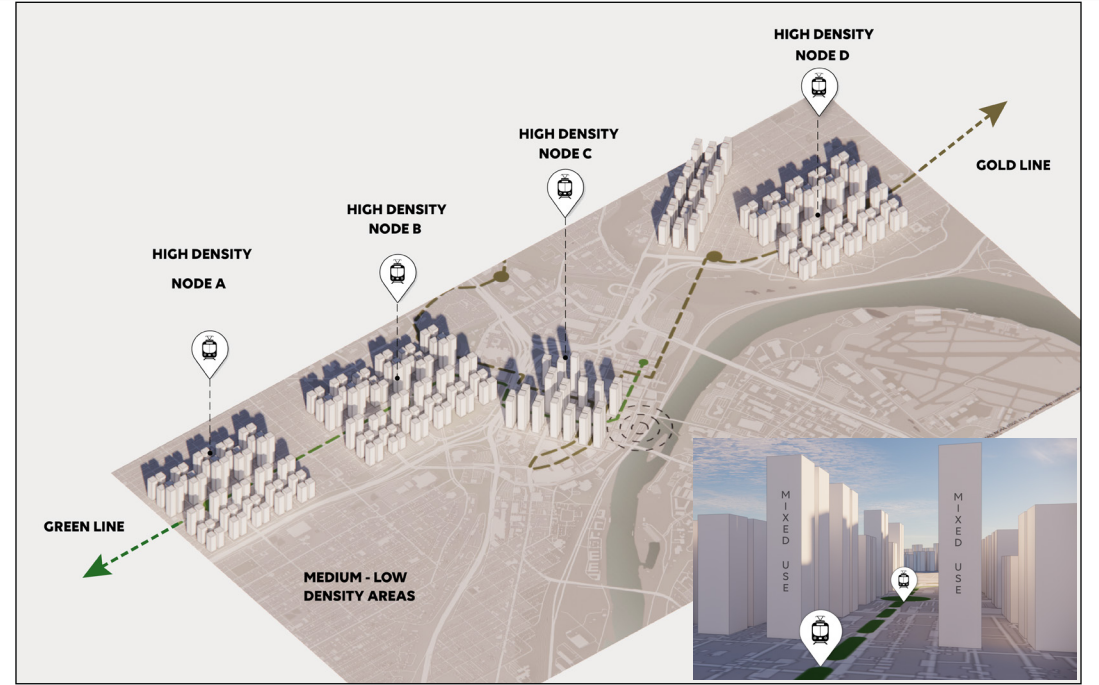 HIGH DENSITY
NODE D
HIGH DENSITY
NODE C
GOLD LINE
HIGH DENSITY
NODE B
HIGH DENSITY
NODE A
GREEN LINE
MEDIUM - LOW
DENSITY AREAS
MIXED USE
MIXED USE